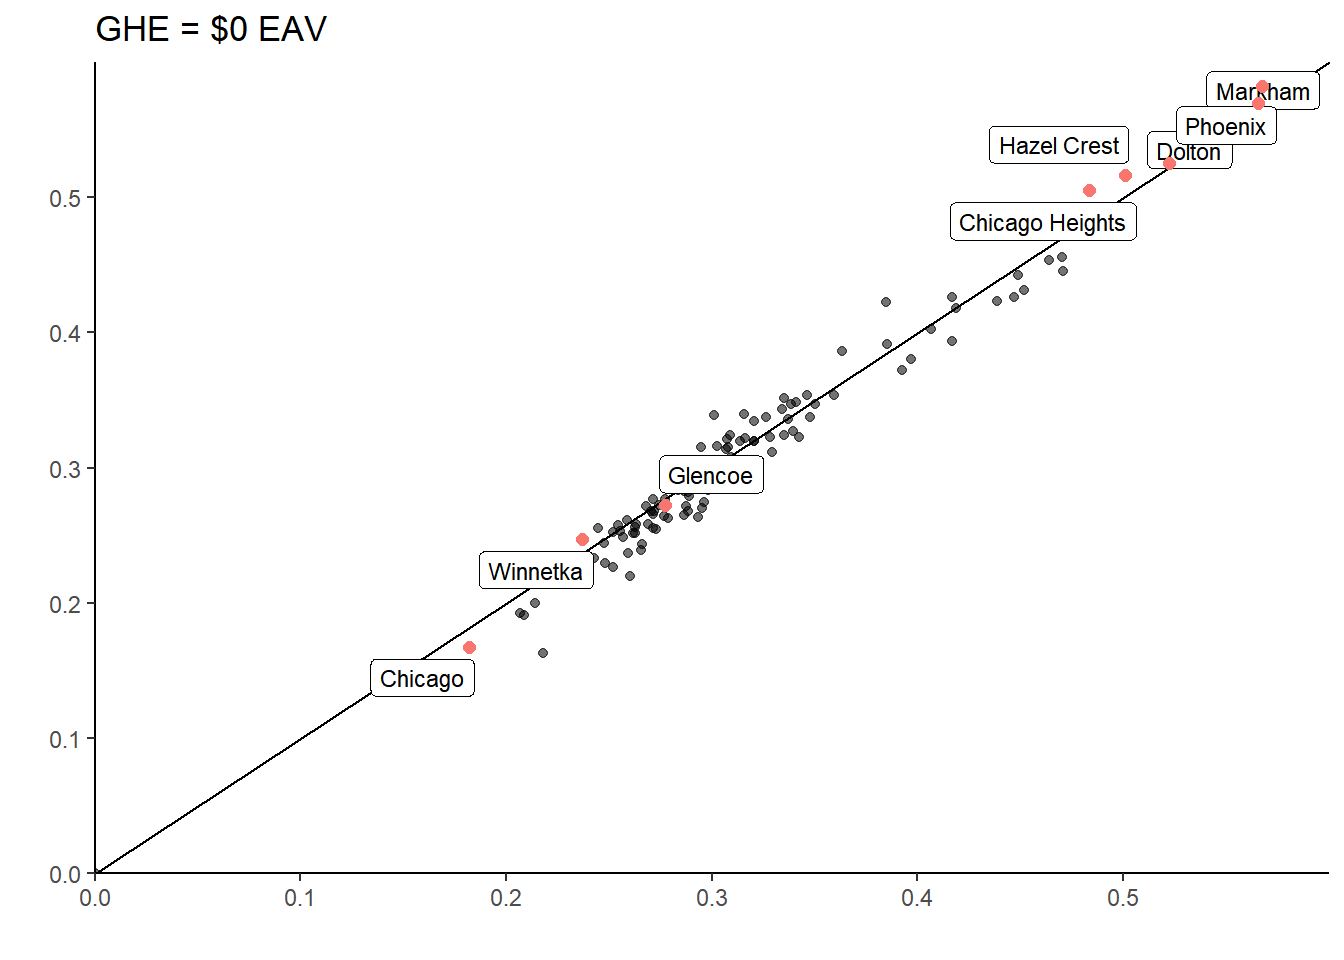 GHE = $0 EAV
Markham
Phoenix
Dolton
Hazel Crest
Chicago Heights
Glencoe
Winnetka
Chicago
0.5
0.4
0.3
0.2
0.1
0.0
0.0 0.1 0.2 0.3 0.4 0.5